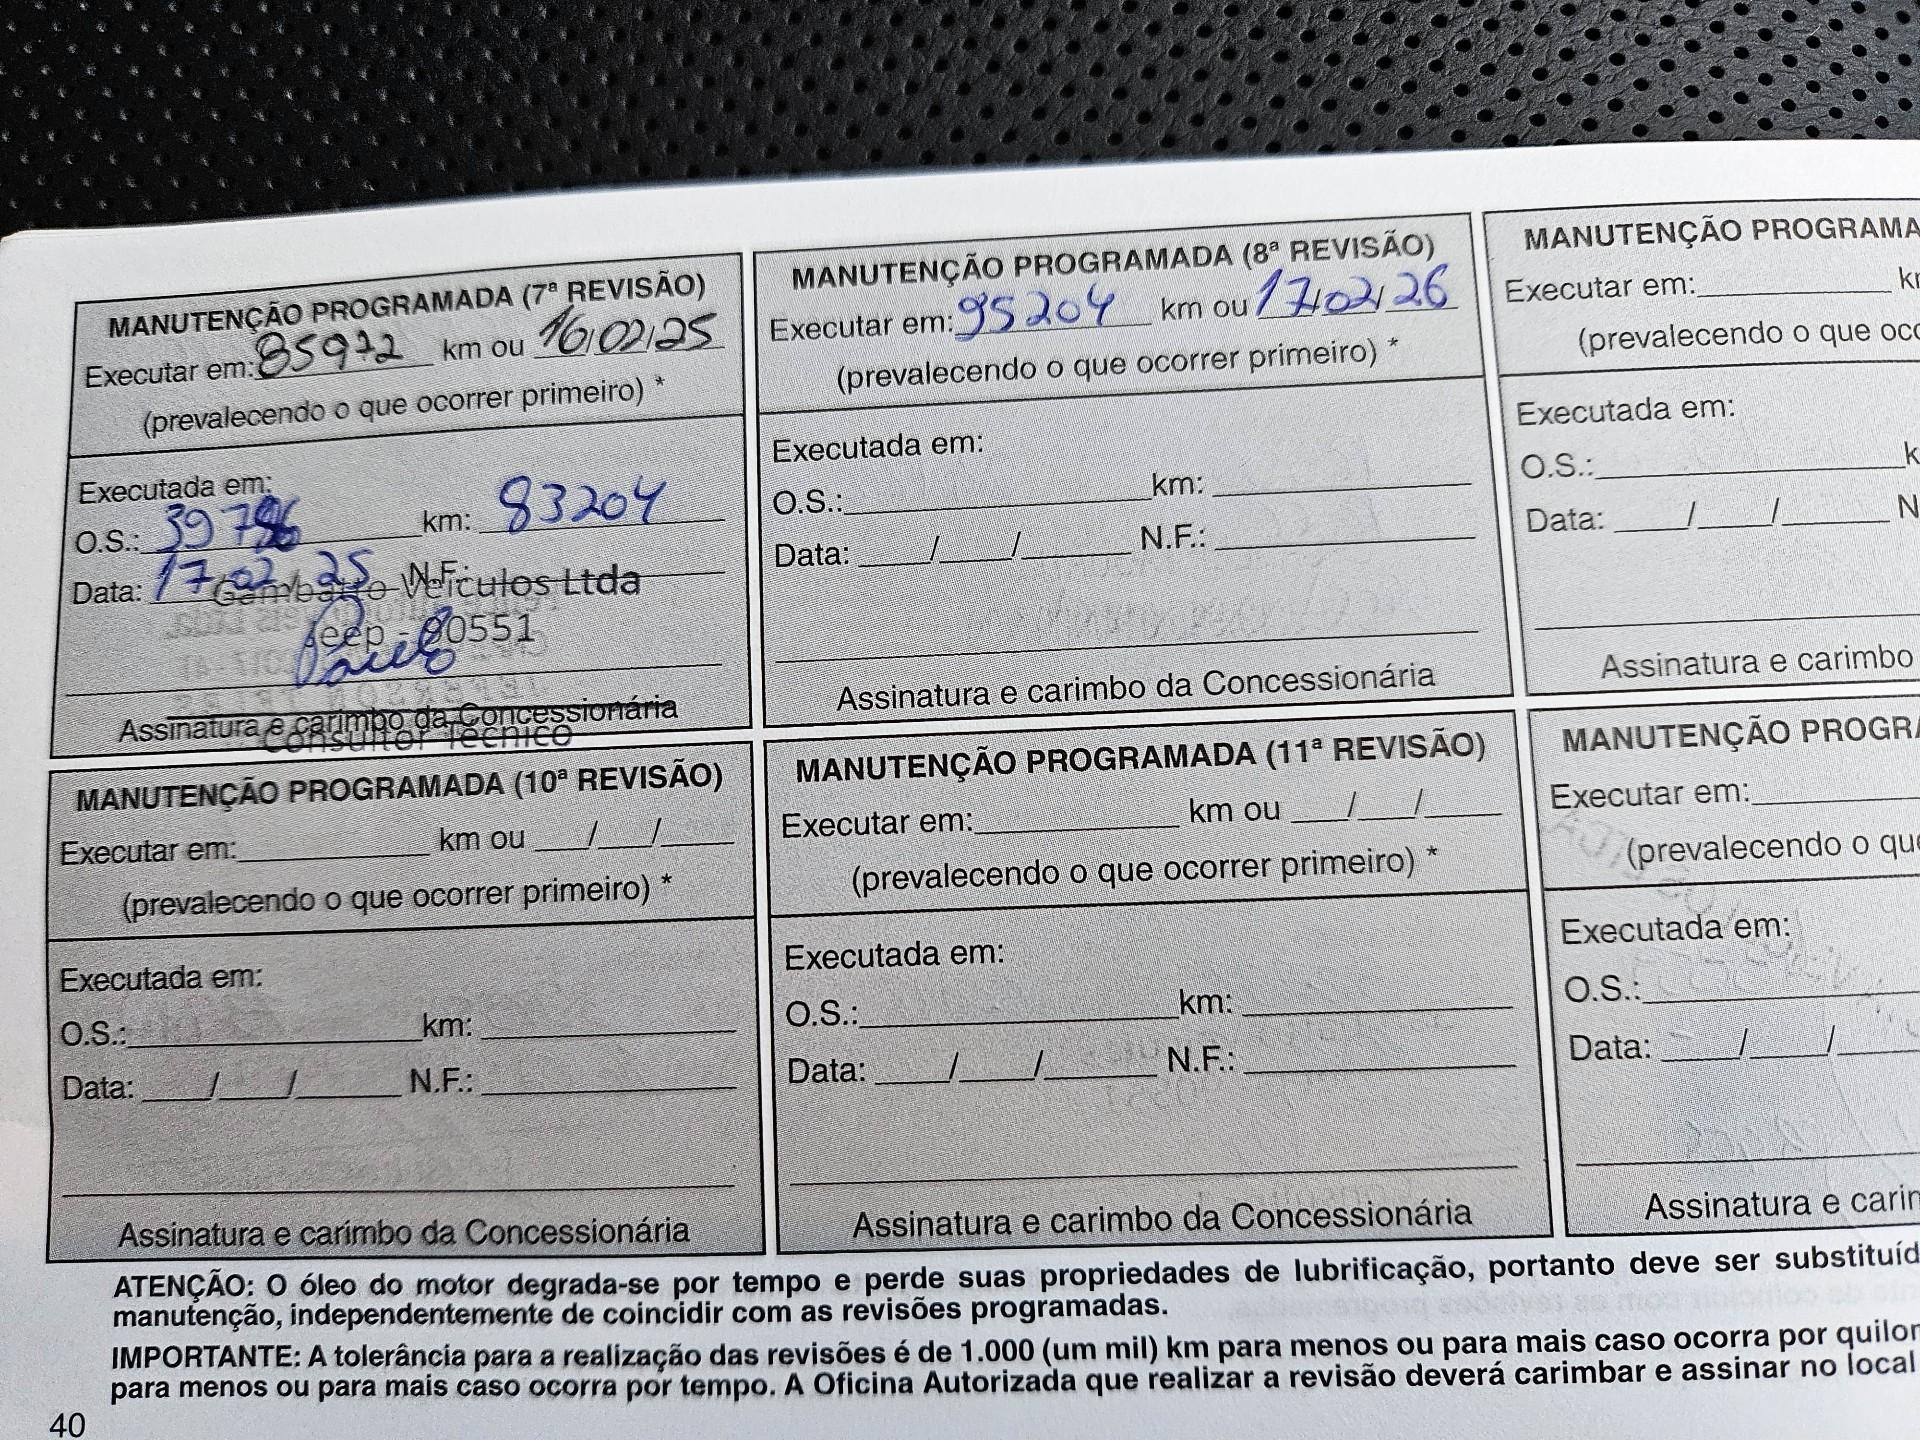 MANUTENÇÃO PROGRAMADA (7ª REVISÃO)
Executar em: 85972 km ou 16/02/25
(prevalecendo o que ocorrer primeiro) *
Executada em:
O.S.: km: 83204
Data: 17/02/25 N.F.:
Gambatto Veiculos Ltda
Jeep - 80551
Assinatura e carimbo da Concessionária
Consultor Técnico
MANUTENÇÃO PROGRAMADA (8ª REVISÃO)
Executar em: 95204 km ou 17/02/26
(prevalecendo o que ocorrer primeiro) *
Executada em:
O.S.: km:
Data: / / N.F.:
Assinatura e carimbo da Concessionária
MANUTENÇÃO PROGRAMA
Executar em:
(prevalecendo o que
Executada em:
O.S.:
Data: / / N
Assinatura e carimbo
MANUTENÇÃO PROGRAMADA (10ª REVISÃO)
Executar em: km ou / /
(prevalecendo o que ocorrer primeiro) *
Executada em:
O.S.: km:
Data: / / N.F.:
Assinatura e carimbo da Concessionária
MANUTENÇÃO PROGRAMADA (11ª REVISÃO)
Executar em: km ou / /
(prevalecendo o que ocorrer primeiro) *
Executada em:
O.S.: km:
Data: / / N.F.:
Assinatura e carimbo da Concessionária
MANUTENÇÃO PROGRA
Executar em:
(prevalecendo o que
Executada em:
O.S.:
Data: / /
Assinatura e carim
ATENÇÃO: O óleo do motor degrada-se por tempo e perde suas propriedades de lubrificação, portanto deve ser substituíd
manutenção, independentemente de coincidir com as revisões programadas.
IMPORTANTE: A tolerância para a realização das revisões é de 1.000 (um mil) km para menos ou para mais caso ocorra por quilom
para menos ou para mais caso ocorra por tempo. A Oficina Autorizada que realizar a revisão deverá carimbar e assinar no local
40